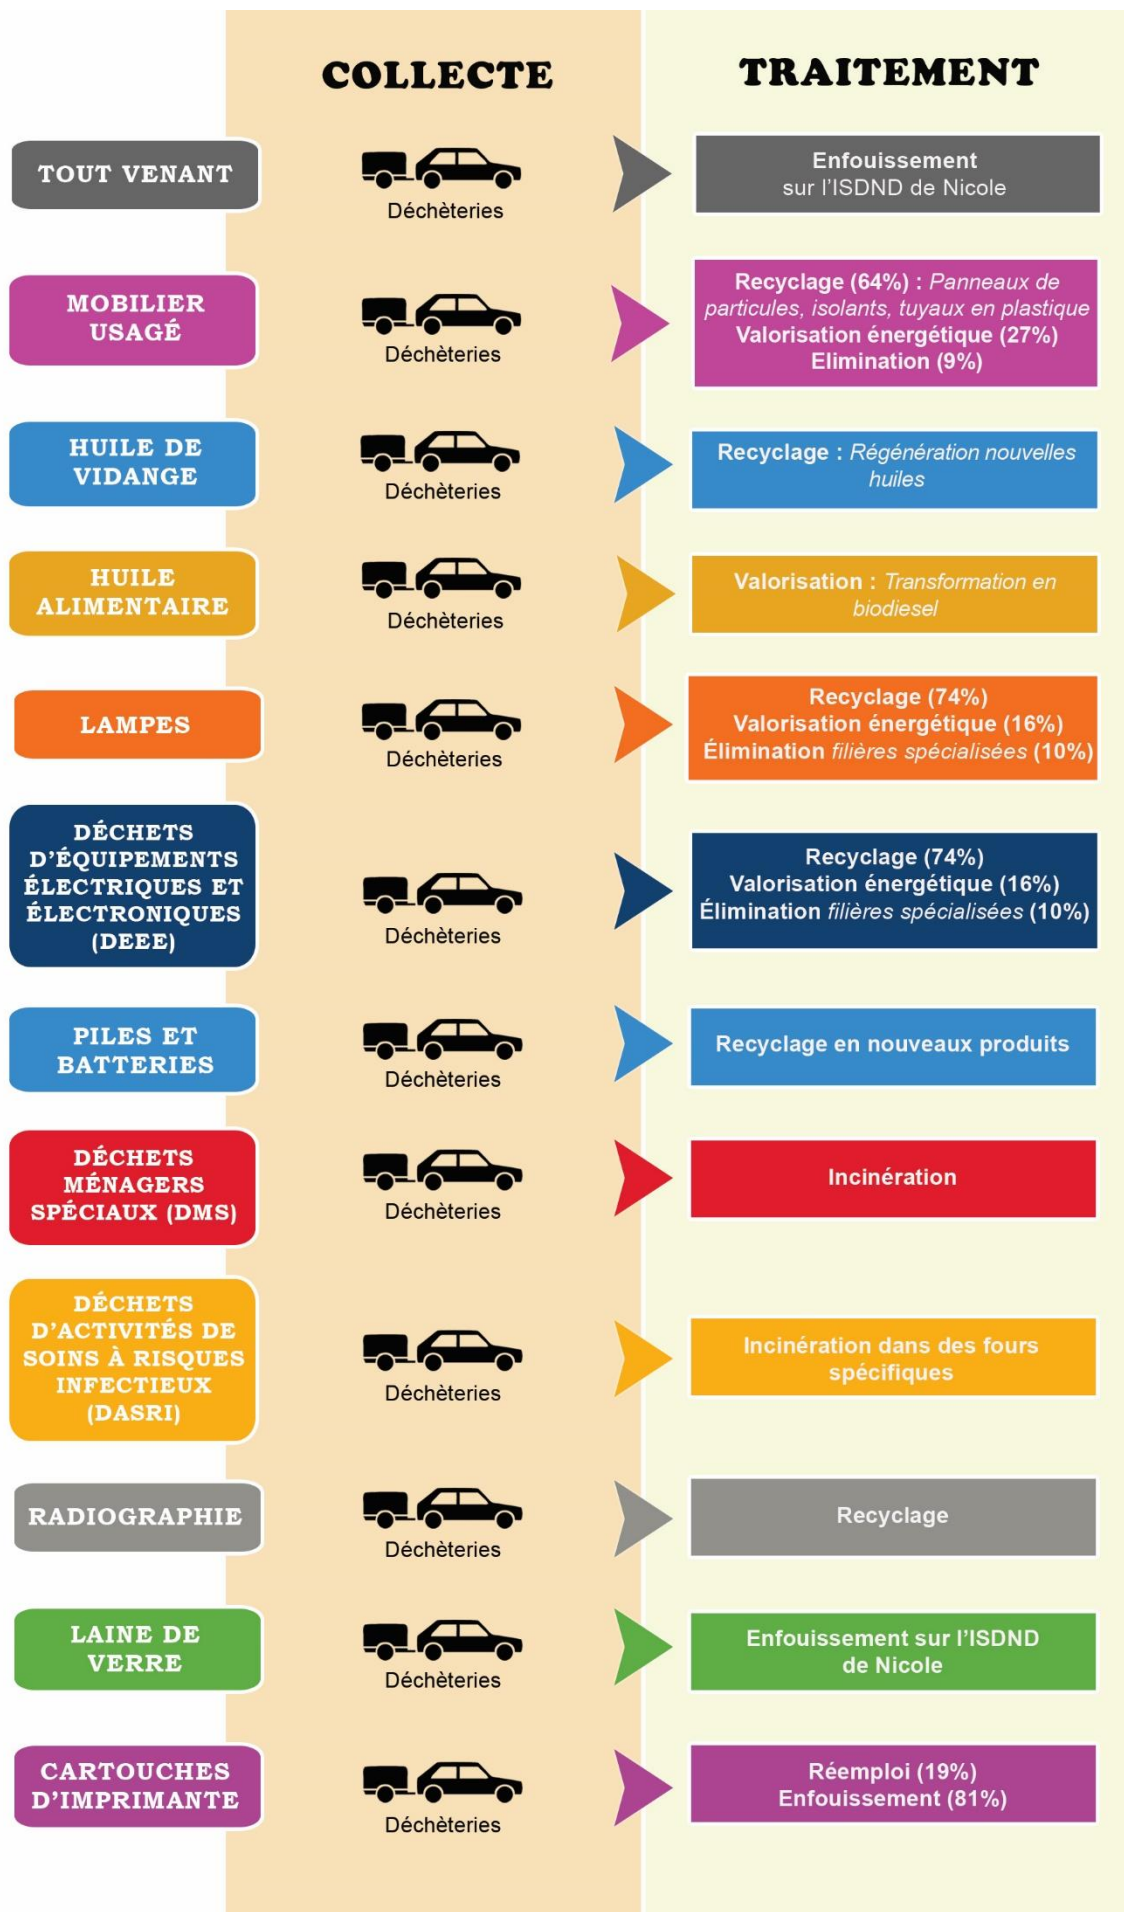 COLLECTE
TRAITEMENT
TOUT VENANT
Déchèteries
Enfouissement
sur l'ISDND de Nicole
MOBILIER
USAGÉ
Déchèteries
Recyclage (64%) : Panneaux de
particules, isolants, tuyaux en plastique
Valorisation énergétique (27%)
Elimination (9%)
HUILE DE
VIDANGE
Déchèteries
Recyclage : Régénération nouvelles
huiles
HUILE
ALIMENTAIRE
Déchèteries
Valorisation : Transformation en
biodiesel
LAMPES
Déchèteries
Recyclage (74%)
Valorisation énergétique (16%)
Élimination filières spécialisées (10%)
DÉCHETS
D'ÉQUIPEMENTS
ÉLECTRIQUES ET
ÉLECTRONIQUES
(DEEE)
Déchèteries
Recyclage (74%)
Valorisation énergétique (16%)
Élimination filières spécialisées (10%)
PILES ET
BATTERIES
Déchèteries
Recyclage en nouveaux produits
DÉCHETS
MÉNAGERS
SPÉCIAUX (DMS)
Déchèteries
Incinération
DÉCHETS
D'ACTIVITÉS DE
SOINS À RISQUES
INFECTIEUX
(DASRI)
Déchèteries
Incinération dans des fours
spécifiques
RADIOGRAPHIE
Déchèteries
Recyclage
LAINE DE
VERRE
Déchèteries
Enfouissement sur l'ISDND
de Nicole
CARTOUCHES
D'IMPRIMANTE
Déchèteries
Réemploi (19%)
Enfouissement (81%)